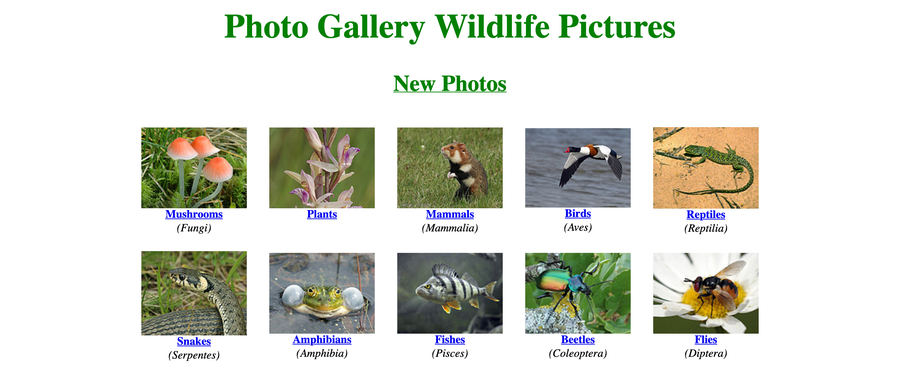 Photo Gallery Wildlife Pictures
New Photos
Mushrooms
(Fungi)
Plants
Mammals
(Mammalia)
Birds
(Aves)
Reptiles
(Reptilia)
Snakes
(Serpentes)
Amphibians
(Amphibia)
Fishes
(Pisces)
Beetles
(Coleoptera)
Flies
(Diptera)